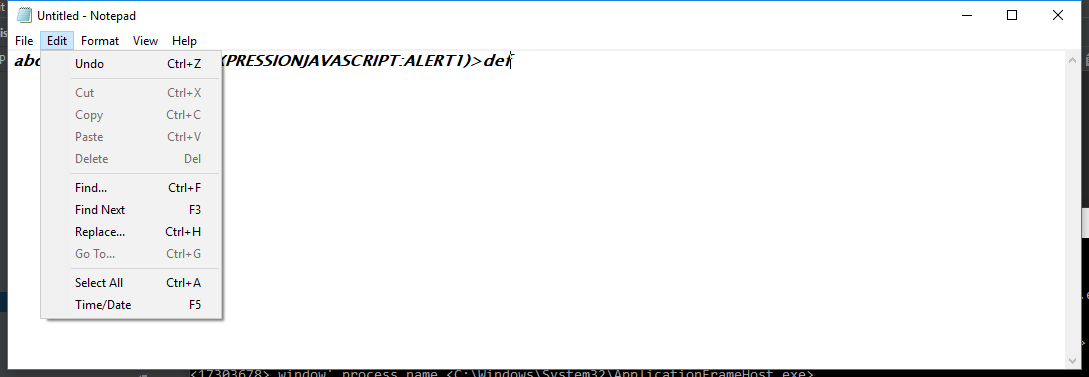 Untitled - Notepad
File Edit Format View Help
abc XPRESSIONJAVASCRIPT:ALERT1)>def
Undo Ctrl+Z
Cut Ctrl+X
Copy Ctrl+C
Paste Ctrl+V
Delete Del
Find... Ctrl+F
Find Next F3
Replace... Ctrl+H
Go To... Ctrl+G
Select All Ctrl+A
Time/Date F5
<17303678> window' process name <C:\Windows\System32\ApplicationFrameHost.exe>